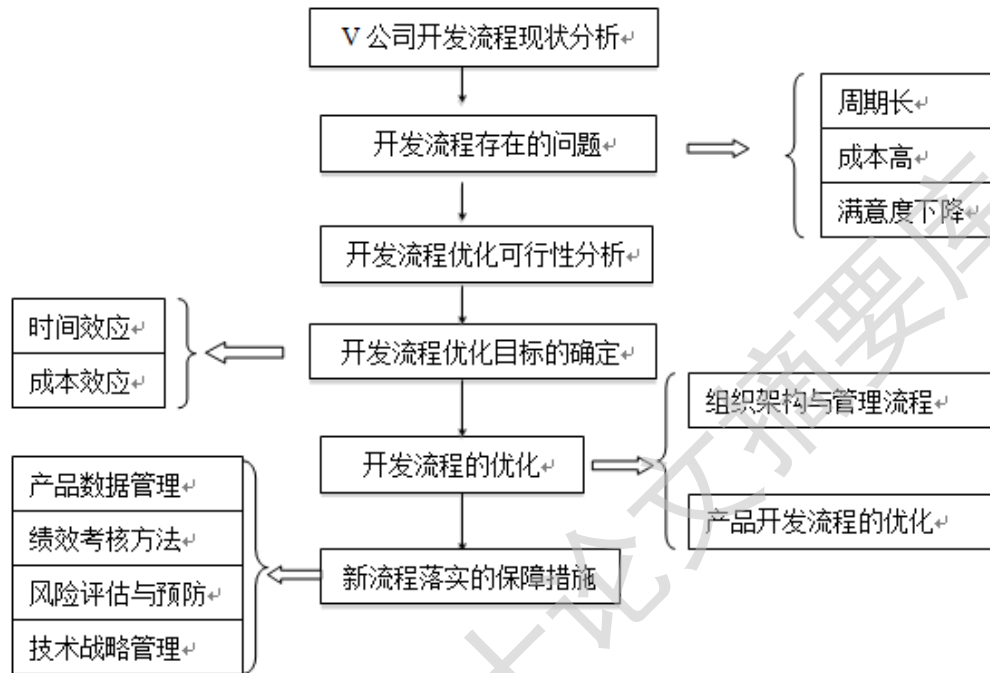 V 公司开发流程现状分析
开发流程存在的问题
周期长
成本高
满意度下降
开发流程优化可行性分析
开发流程优化目标的确定
时间效应
成本效应
开发流程的优化
组织架构与管理流程
产品开发流程的优化
新流程落实的保障措施
产品数据管理
绩效考核方法
风险评估与预防
技术战略管理
士论文摘要库